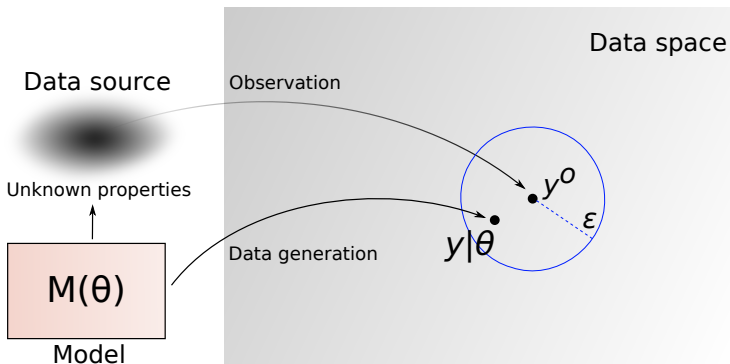 Data space
Data source
Observation
Unknown properties
y^o
ε
y|θ
Data generation
M(θ)
Model